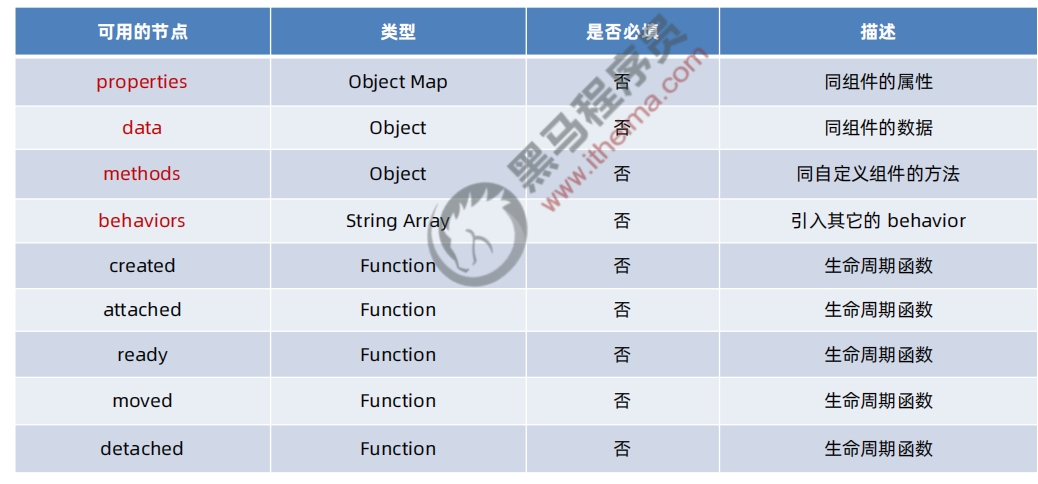 可用的节点 类型 是否必填 描述
properties Object Map 否 同组件的属性
data Object 否 同组件的数据
methods Object 否 同自定义组件的方法
behaviors String Array 否 引入其它的 behavior
created Function 否 生命周期函数
attached Function 否 生命周期函数
ready Function 否 生命周期函数
moved Function 否 生命周期函数
detached Function 否 生命周期函数
黑马程序员
www.itheima.com